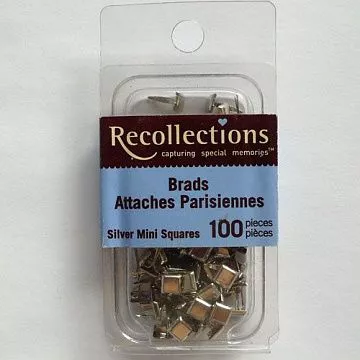 Recollections
capturing special memories™
Brads
Attaches Parisiennes
Silver Mini Squares 100 pieces
pièces